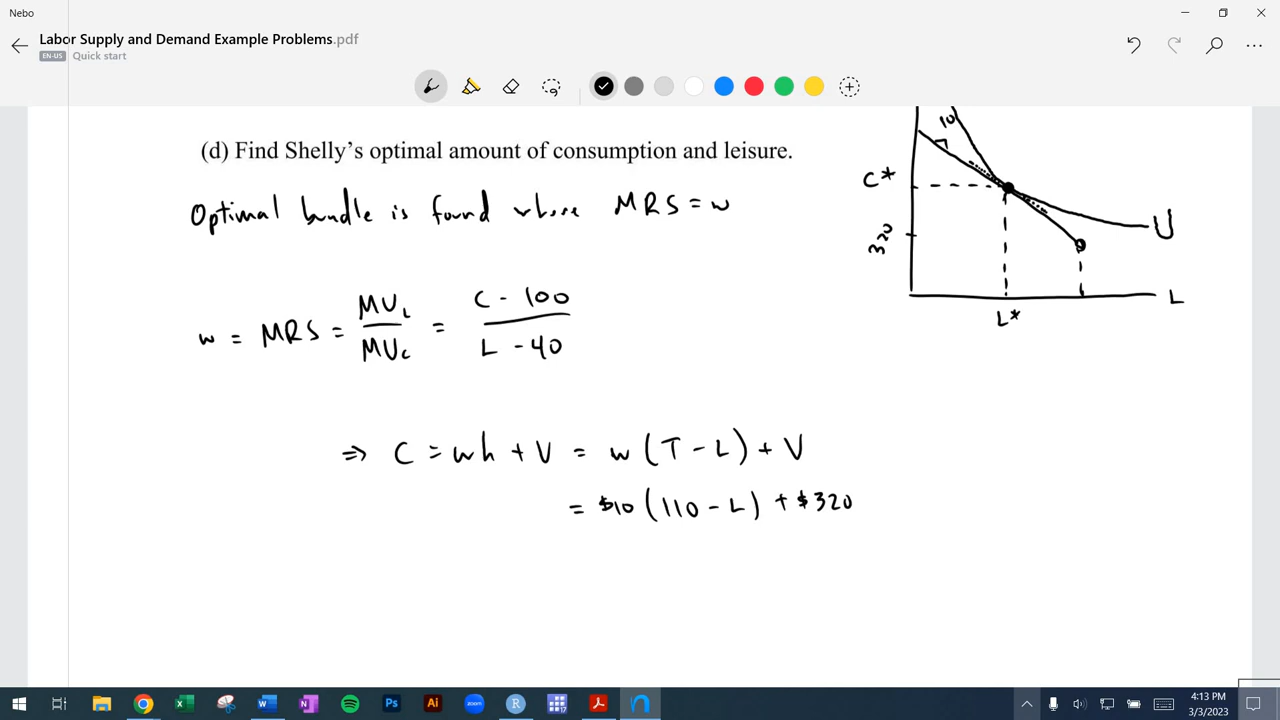 Nebo
Labor Supply and Demand Example Problems.pdf
EN-US Quick start
(d) Find Shelly's optimal amount of consumption and leisure.
Optimal bundle is found where MRS = w
w = MRS = MU_L / MU_C = C - 100 / L - 40
⇒ C = wh + V = w (T - L) + V
= $10 (110 - L) + $320
10
C*
320
U
L
L*
4:13 PM
3/3/2023